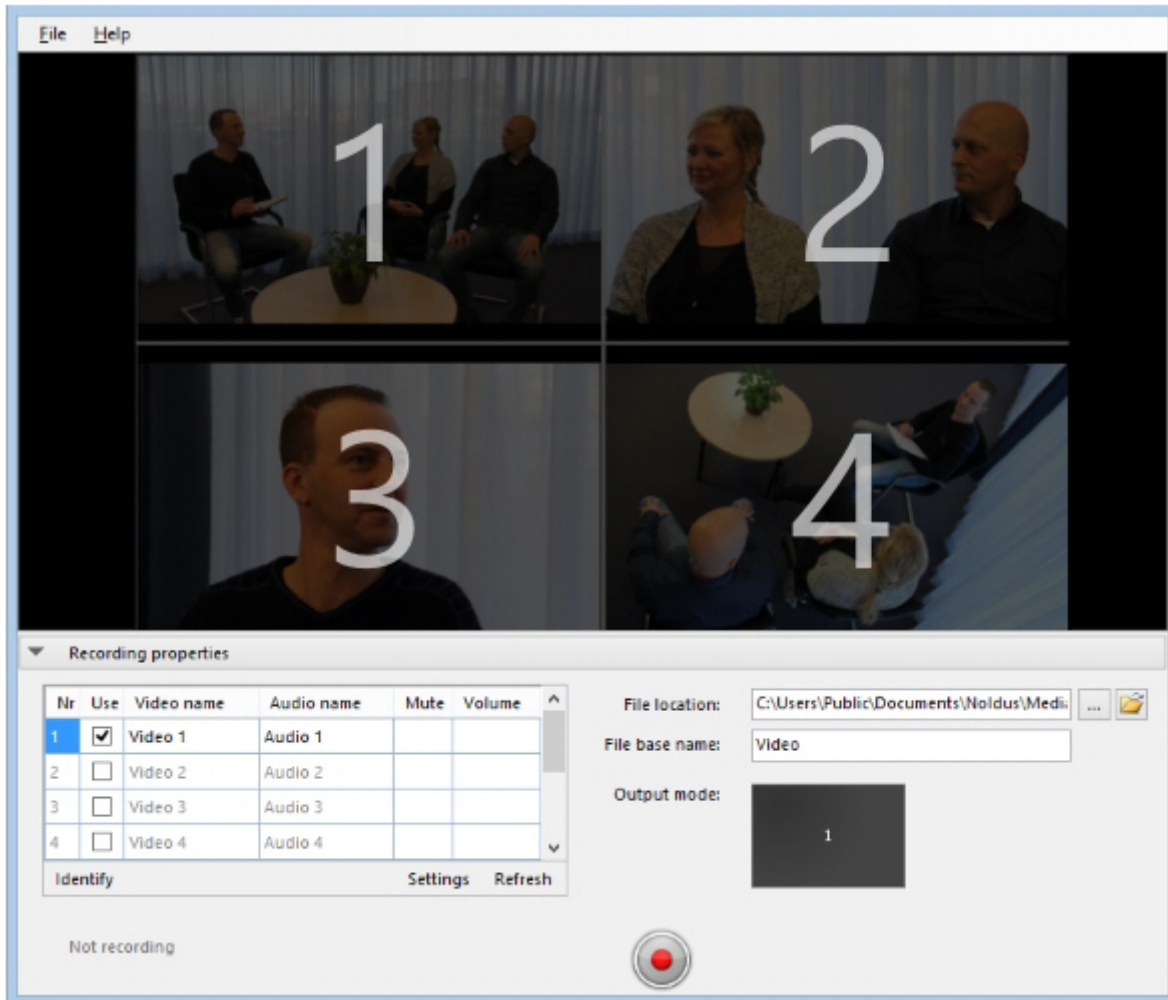 File Help
1 2
3 4
Recording properties
Nr Use Video name Audio name Mute Volume
1 Video 1 Audio 1
2 Video 2 Audio 2
3 Video 3 Audio 3
4 Video 4 Audio 4
Identify Settings Refresh
File location: C:\Users\Public\Documents\Noldus\Medi ...
File base name: Video
Output mode: 1
Not recording